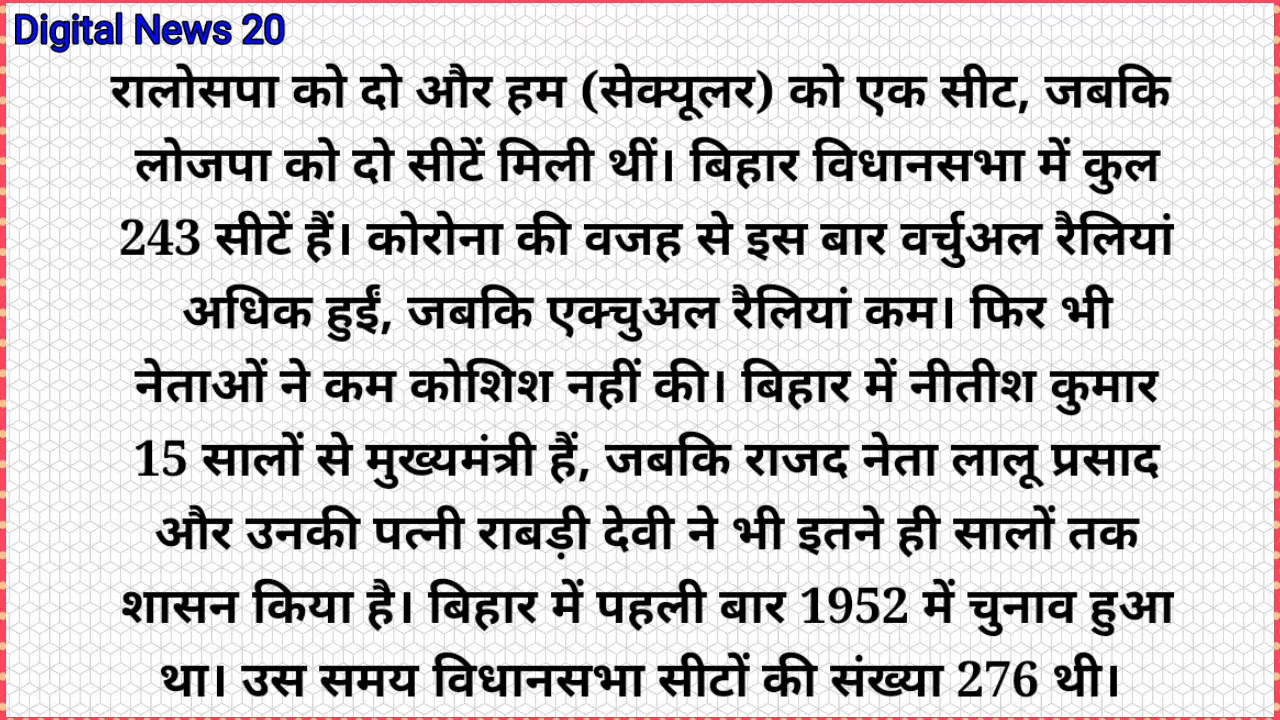 Digital News 20
रालोसपा को दो और हम (सेक्यूलर) को एक सीट, जबकि
लोजपा को दो सीटें मिली थीं। बिहार विधानसभा में कुल
243 सीटें हैं। कोरोना की वजह से इस बार वर्चुअल रैलियां
अधिक हुईं, जबकि एक्चुअल रैलियां कम। फिर भी
नेताओं ने कम कोशिश नहीं की। बिहार में नीतीश कुमार
15 सालों से मुख्यमंत्री हैं, जबकि राजद नेता लालू प्रसाद
और उनकी पत्नी राबड़ी देवी ने भी इतने ही सालों तक
शासन किया है। बिहार में पहली बार 1952 में चुनाव हुआ
था। उस समय विधानसभा सीटों की संख्या 276 थी।